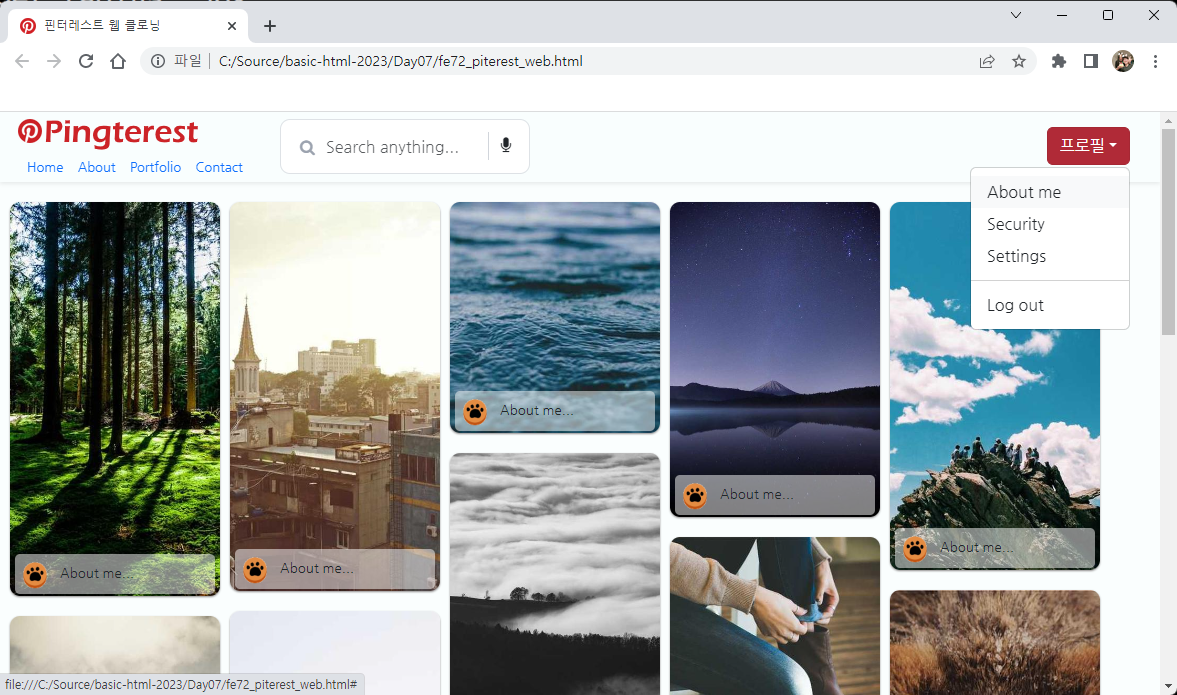 핀터레스트 웹 클로닝
파일 C:/Source/basic-html-2023/Day07/fe72_piterest_web.html
Pingterest
Search anything...
프로필
Home About Portfolio Contact
About me
Security
Settings
Log out
About me...
About me...
About me...
About me...
About me...
file:///C:/Source/basic-html-2023/Day07/fe72_piterest_web.html#